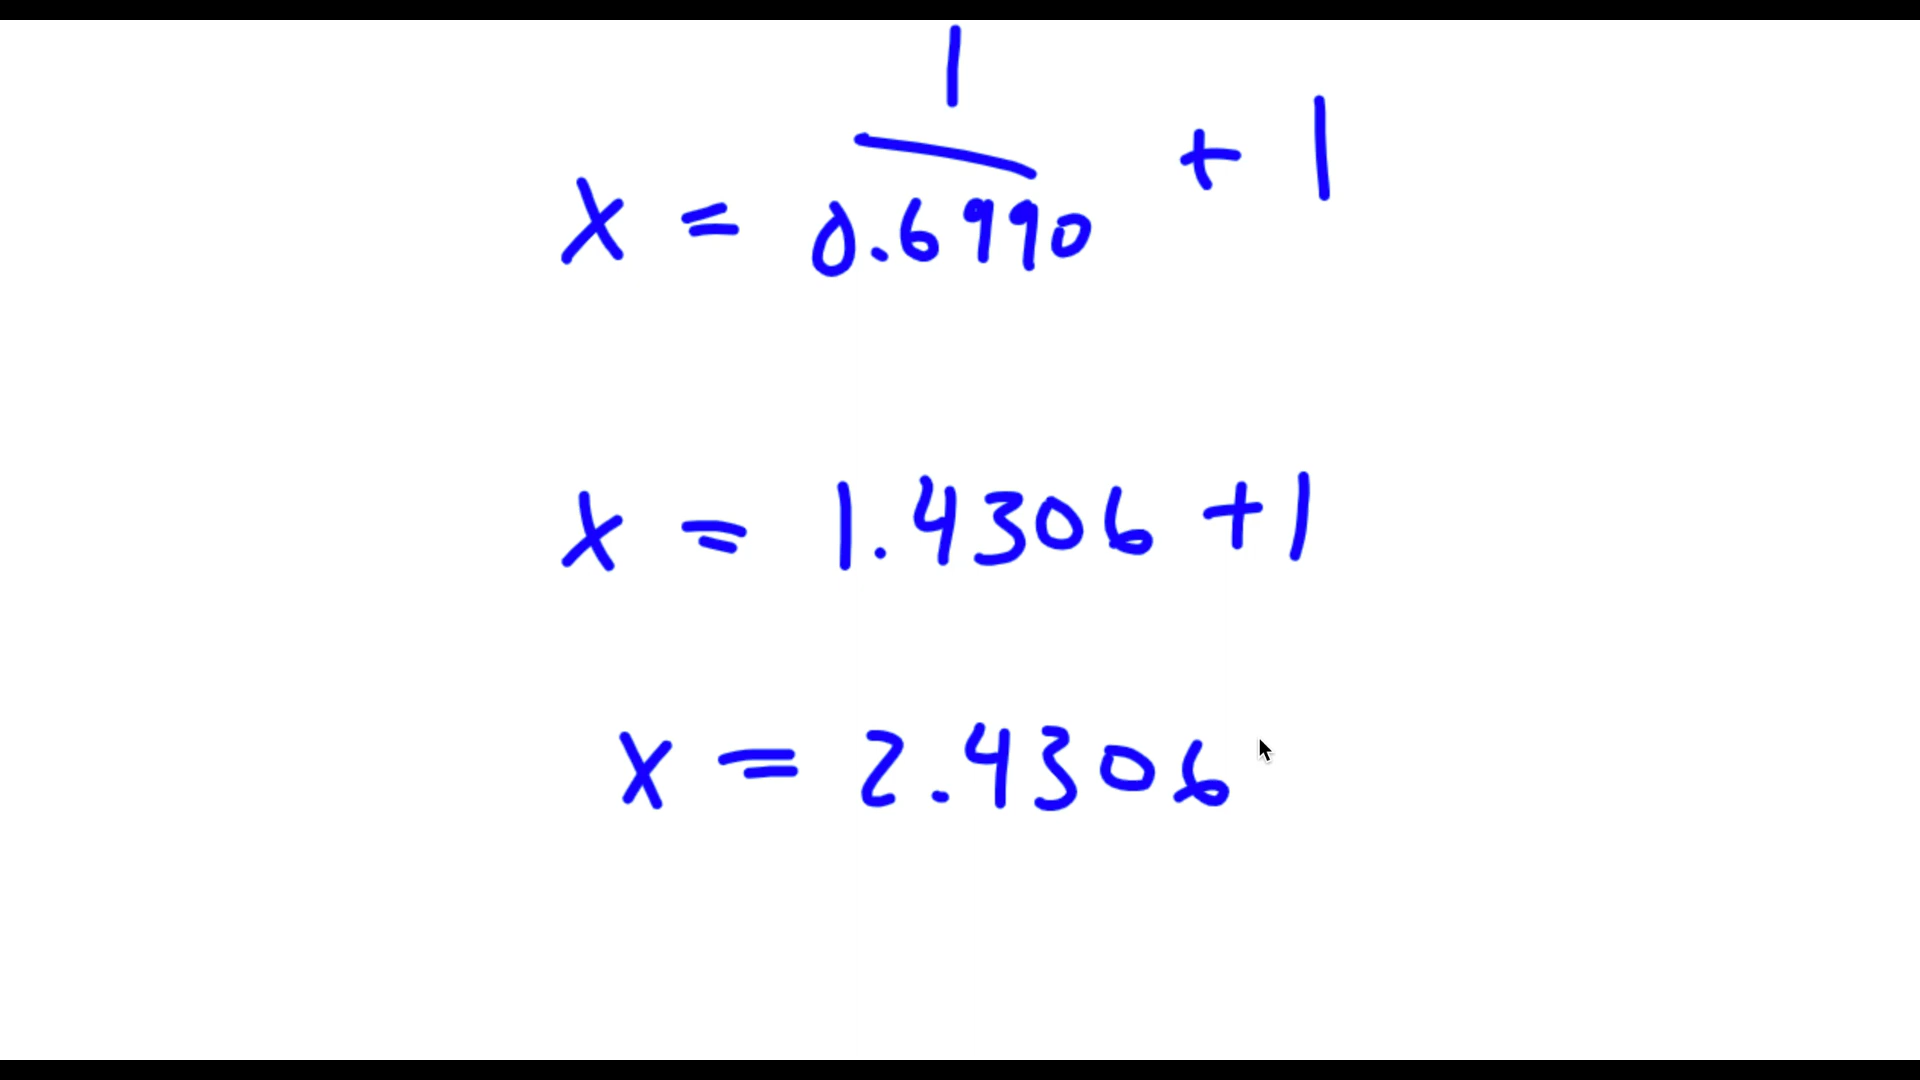 x = 1/0.6990 + 1
x = 1.4306 + 1
x = 2.4306